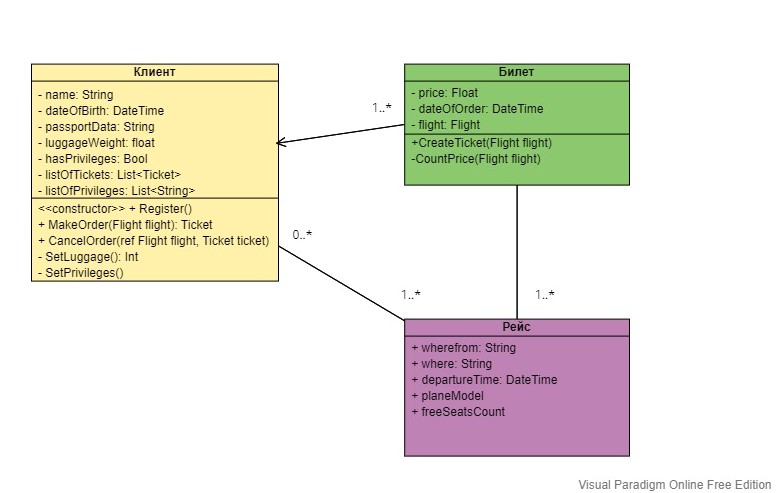 Клиент
- name: String
- dateOfBirth: DateTime
- passportData: String
- luggageWeight: float
- hasPrivileges: Bool
- listOfTickets: List<Ticket>
- listOfPrivileges: List<String>
<<constructor>> + Register()
+ MakeOrder(Flight flight): Ticket
+ CancelOrder(ref Flight flight, Ticket ticket)
- SetLuggage(): Int
- SetPrivileges()
1..*
Билет
- price: Float
- dateOfOrder: DateTime
- flight: Flight
+CreateTicket(Flight flight)
-CountPrice(Flight flight)
0..*
1..*
1..*
Рейс
+ wherefrom: String
+ where: String
+ departureTime: DateTime
+ planeModel
+ freeSeatsCount
Visual Paradigm Online Free Edition